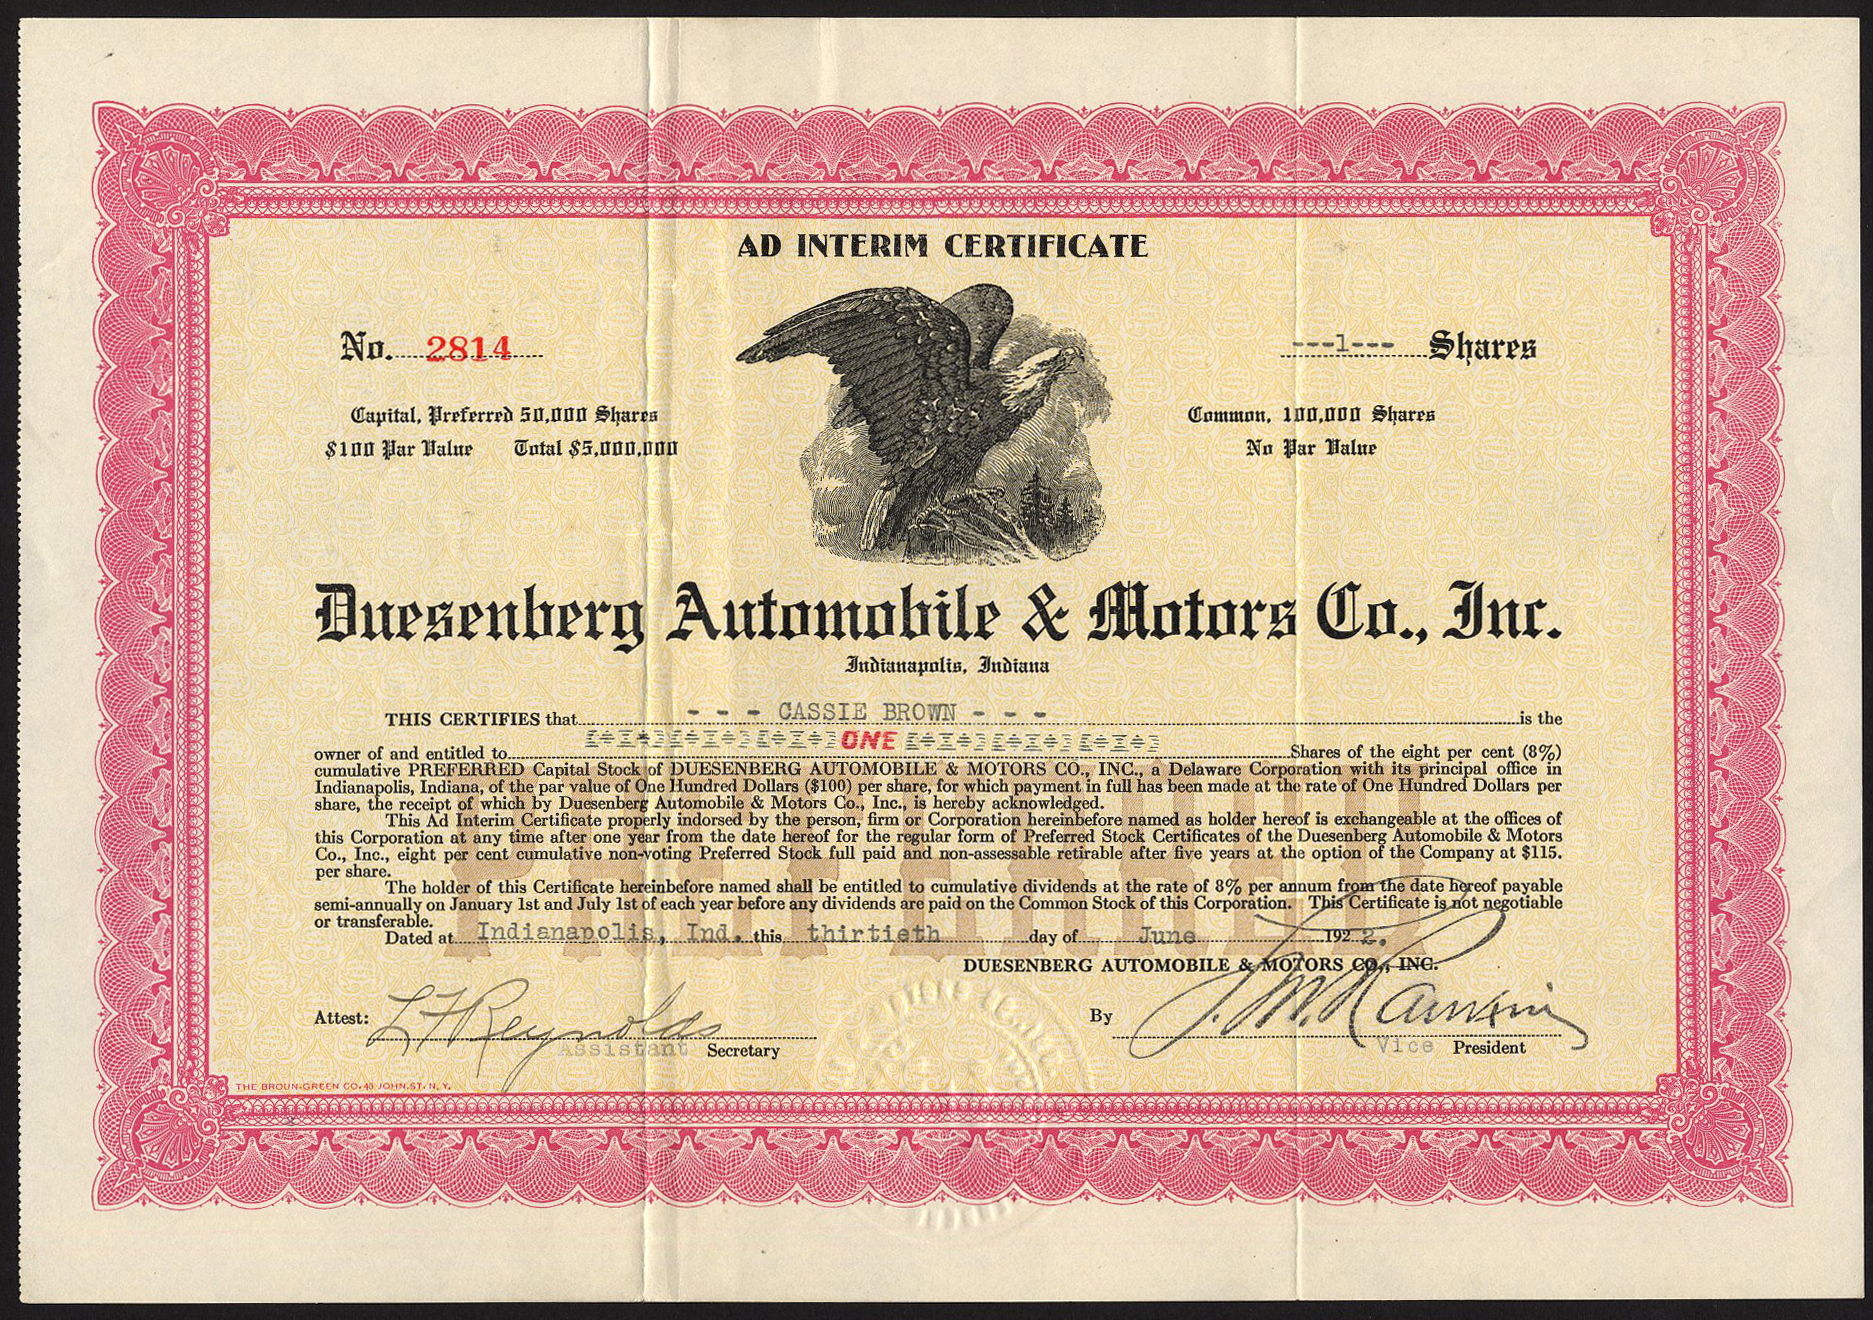 AD INTERIM CERTIFICATE
No. 2814
---1--- Shares
Capital, Preferred 50,000 Shares
$100 Par Value Total $5,000,000
Common, 100,000 Shares
No Par Value
Duesenberg Automobile & Motors Co., Inc.
Indianapolis, Indiana
THIS CERTIFIES that - - - CASSIE BROWN - - - is the
owner of and entitled to ONE Shares of the eight per cent (8%)
cumulative PREFERRED Capital Stock of DUESENBERG AUTOMOBILE & MOTORS CO., INC., a Delaware Corporation with its principal office in
Indianapolis, Indiana, of the par value of One Hundred Dollars ($100) per share, for which payment in full has been made at the rate of One Hundred Dollars per
share, the receipt of which by Duesenberg Automobile & Motors Co., Inc., is hereby acknowledged.
This Ad Interim Certificate properly indorsed by the person, firm or Corporation hereinbefore named as holder hereof is exchangeable at the offices of
this Corporation at any time after one year from the date hereof for the regular form of Preferred Stock Certificates of the Duesenberg Automobile & Motors
Co., Inc., eight per cent cumulative non-voting Preferred Stock full paid and non-assessable retirable after five years at the option of the Company at $115.
per share.
The holder of this Certificate hereinbefore named shall be entitled to cumulative dividends at the rate of 8% per annum from the date hereof payable
semi-annually on January 1st and July 1st of each year before any dividends are paid on the Common Stock of this Corporation. This Certificate is not negotiable
or transferable.
PREFERRED
Dated at Indianapolis, Ind. this thirtieth day of June 1922.
DUESENBERG AUTOMOBILE & MOTORS CO., INC.
Attest: L F Reynolds
Assistant Secretary
By J. M. Rankin
Vice President
THE BROUN-GREEN CO. 40 JOHN. ST. N. Y.